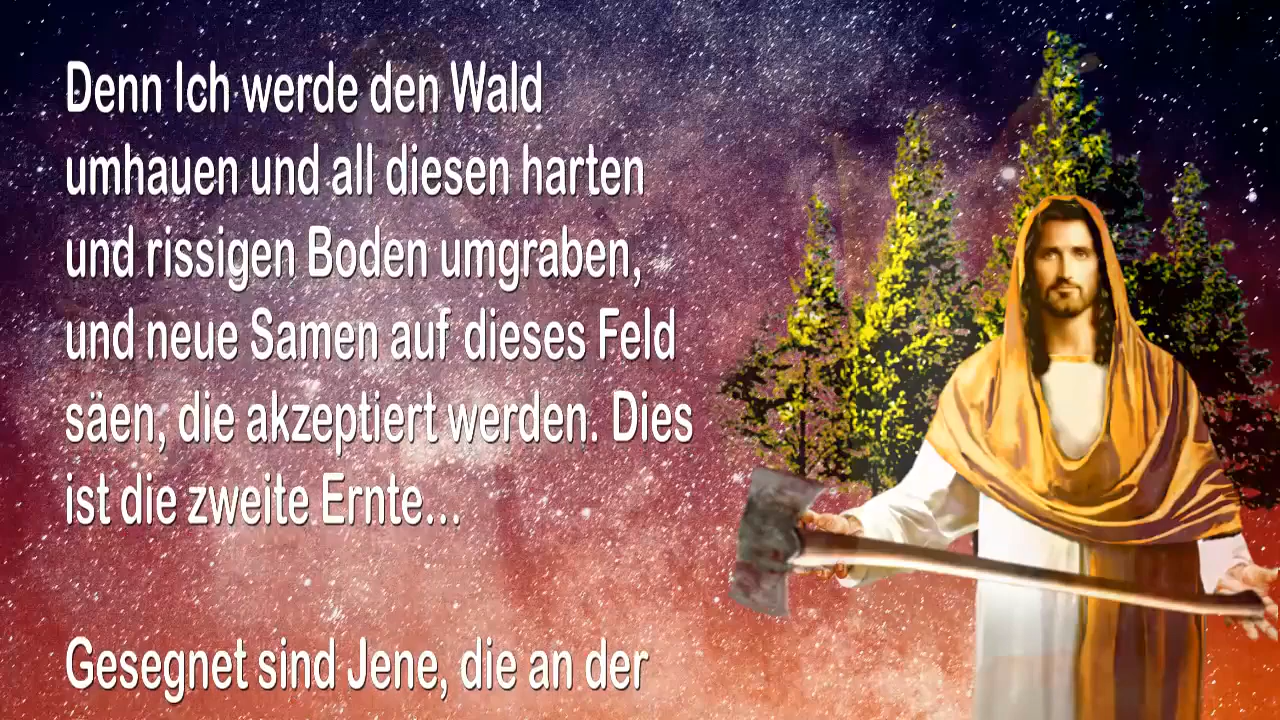 Denn Ich werde den Wald
umhauen und all diesen harten
und rissigen Boden umgraben,
und neue Samen auf dieses Feld
säen, die akzeptiert werden. Dies
ist die zweite Ernte...
Gesegnet sind Jene, die an der